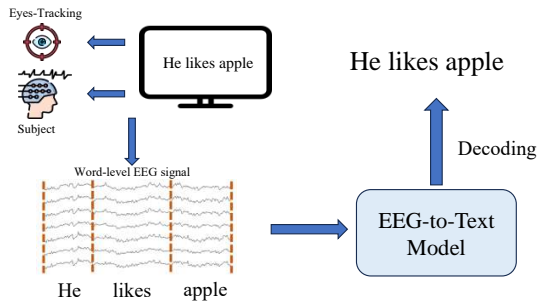 Eyes-Tracking
He likes apple
Subject
Word-level EEG signal
He likes apple
EEG-to-Text
Model
Decoding
He likes apple